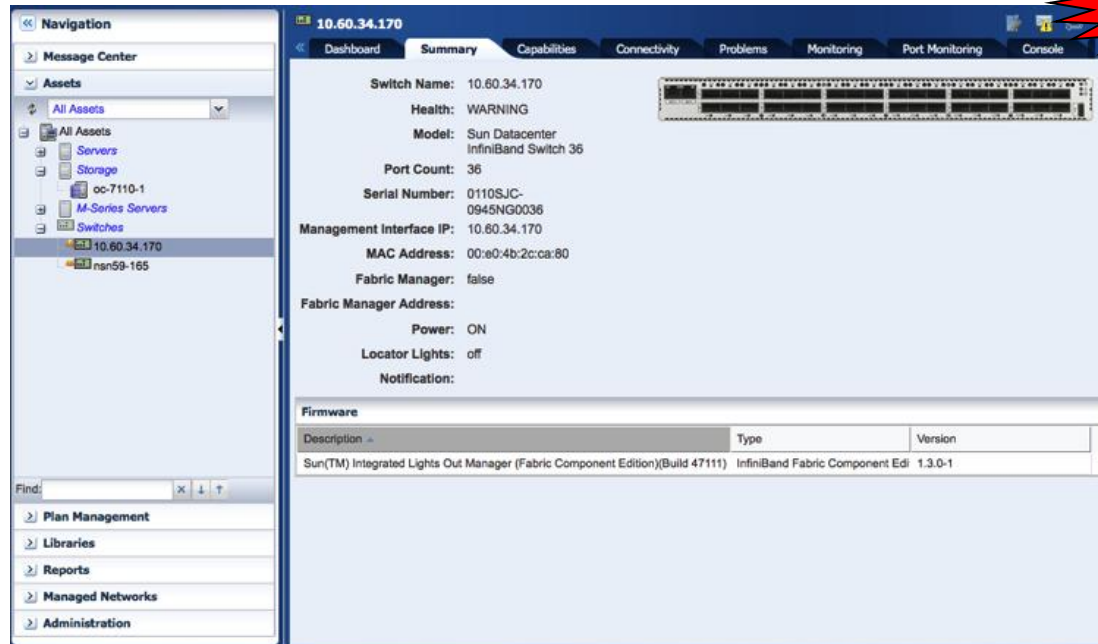 Navigation
Message Center
Assets
All Assets
All Assets
Servers
Storage
oc-7110-1
M-Series Servers
Switches
10.60.34.170
nsn59-165
Find:
Plan Management
Libraries
Reports
Managed Networks
Administration
10.60.34.170
Dashboard Summary Capabilities Connectivity Problems Monitoring Port Monitoring Console
Switch Name: 10.60.34.170
Health: WARNING
Model: Sun Datacenter
InfiniBand Switch 36
Port Count: 36
Serial Number: 0110SJC-
0945NG0036
Management Interface IP: 10.60.34.170
MAC Address: 00:e0:4b:2c:ca:80
Fabric Manager: false
Fabric Manager Address:
Power: ON
Locator Lights: off
Notification:
Firmware
Description Type Version
Sun(TM) Integrated Lights Out Manager (Fabric Component Edition)(Build 47111) InfiniBand Fabric Component Edi 1.3.0-1